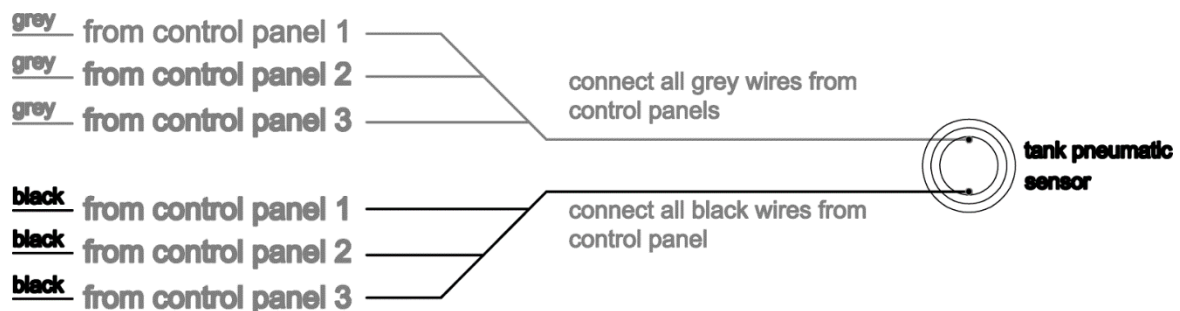 grey from control panel 1
grey from control panel 2
grey from control panel 3
connect all grey wires from
control panels
tank pneumatic
sensor
black from control panel 1
black from control panel 2
black from control panel 3
connect all black wires from
control panel